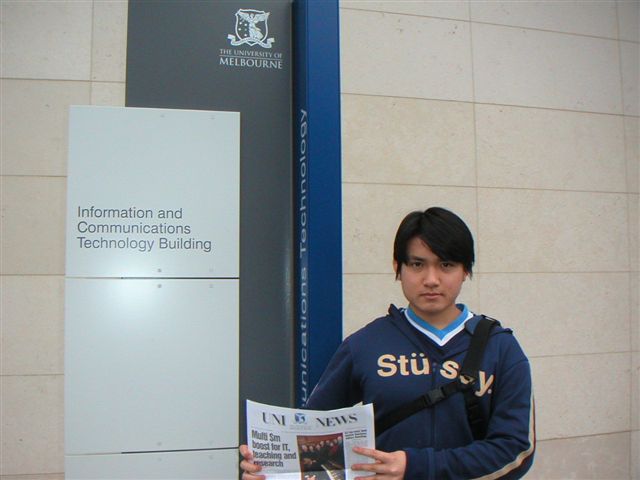 THE UNIVERSITY OF
MELBOURNE
Information and
Communications
Technology Building
Communications Technology
Stüssy.
UNI NEWS
Multi $m
boost for IT,
teaching and
research